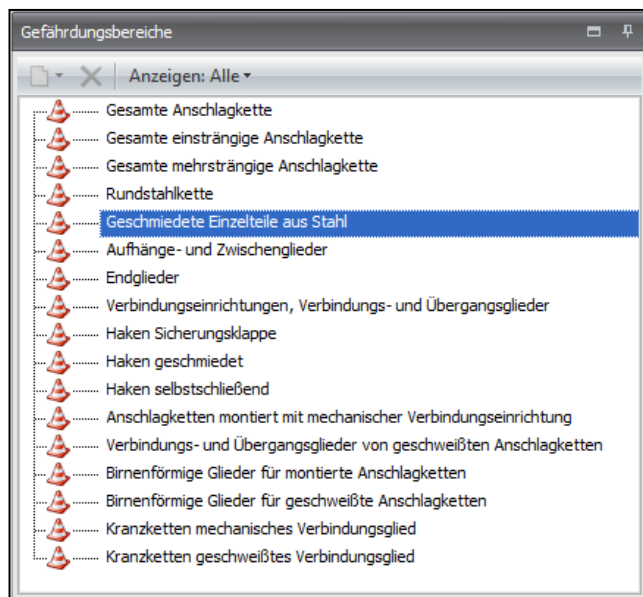 Gefährdungsbereiche
Anzeigen: Alle
Gesamte Anschlagkette
Gesamte einsträngige Anschlagkette
Gesamte mehrsträngige Anschlagkette
Rundstahlkette
Geschmiedete Einzelteile aus Stahl
Aufhänge- und Zwischenglieder
Endglieder
Verbindungseinrichtungen, Verbindungs- und Übergangsglieder
Haken Sicherungsklappe
Haken geschmiedet
Haken selbstschließend
Anschlagketten montiert mit mechanischer Verbindungseinrichtung
Verbindungs- und Übergangsglieder von geschweißten Anschlagketten
Birnenförmige Glieder für montierte Anschlagketten
Birnenförmige Glieder für geschweißte Anschlagketten
Kranzketten mechanisches Verbindungsglied
Kranzketten geschweißtes Verbindungsglied